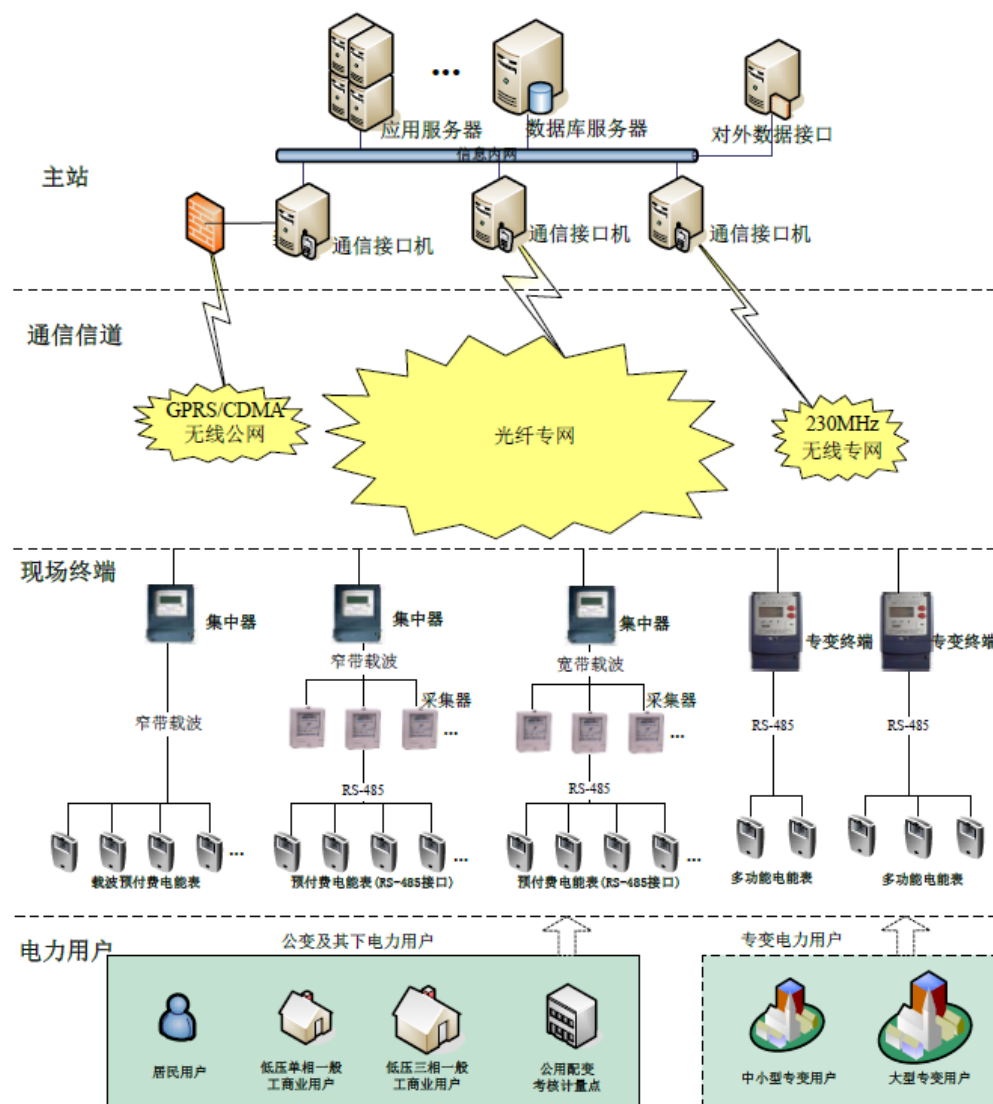 ...
应用服务器
数据库服务器
对外数据接口
信息内网
主站
通信接口机
通信接口机
通信接口机
通信信道
GPRS/CDMA
无线公网
光纤专网
230MHz
无线专网
现场终端
集中器
集中器
集中器
专变终端
专变终端
窄带载波
窄带载波
宽带载波
采集器
采集器
...
...
RS-485
RS-485
RS-485
RS-485
...
...
...
载波预付费电能表
预付费电能表(RS-485接口)
预付费电能表(RS-485接口)
多功能电能表
多功能电能表
电力用户
公变及其下电力用户
专变电力用户
居民用户
低压单相一般
工商业用户
低压三相一般
工商业用户
公用配变
考核计量点
中小型专变用户
大型专变用户